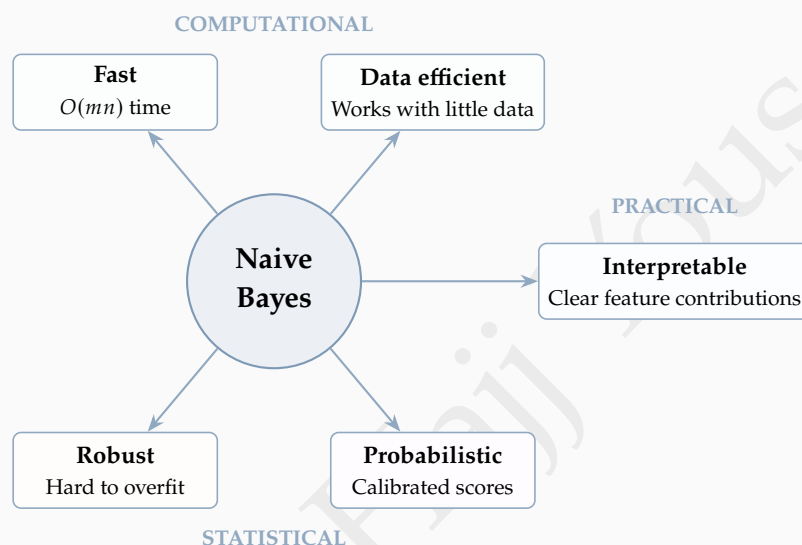 COMPUTATIONAL
Fast
O(mn) time
Data efficient
Works with little data
PRACTICAL
Naive
Bayes
Interpretable
Clear feature contributions
Robust
Hard to overfit
Probabilistic
Calibrated scores
STATISTICAL
Hajj